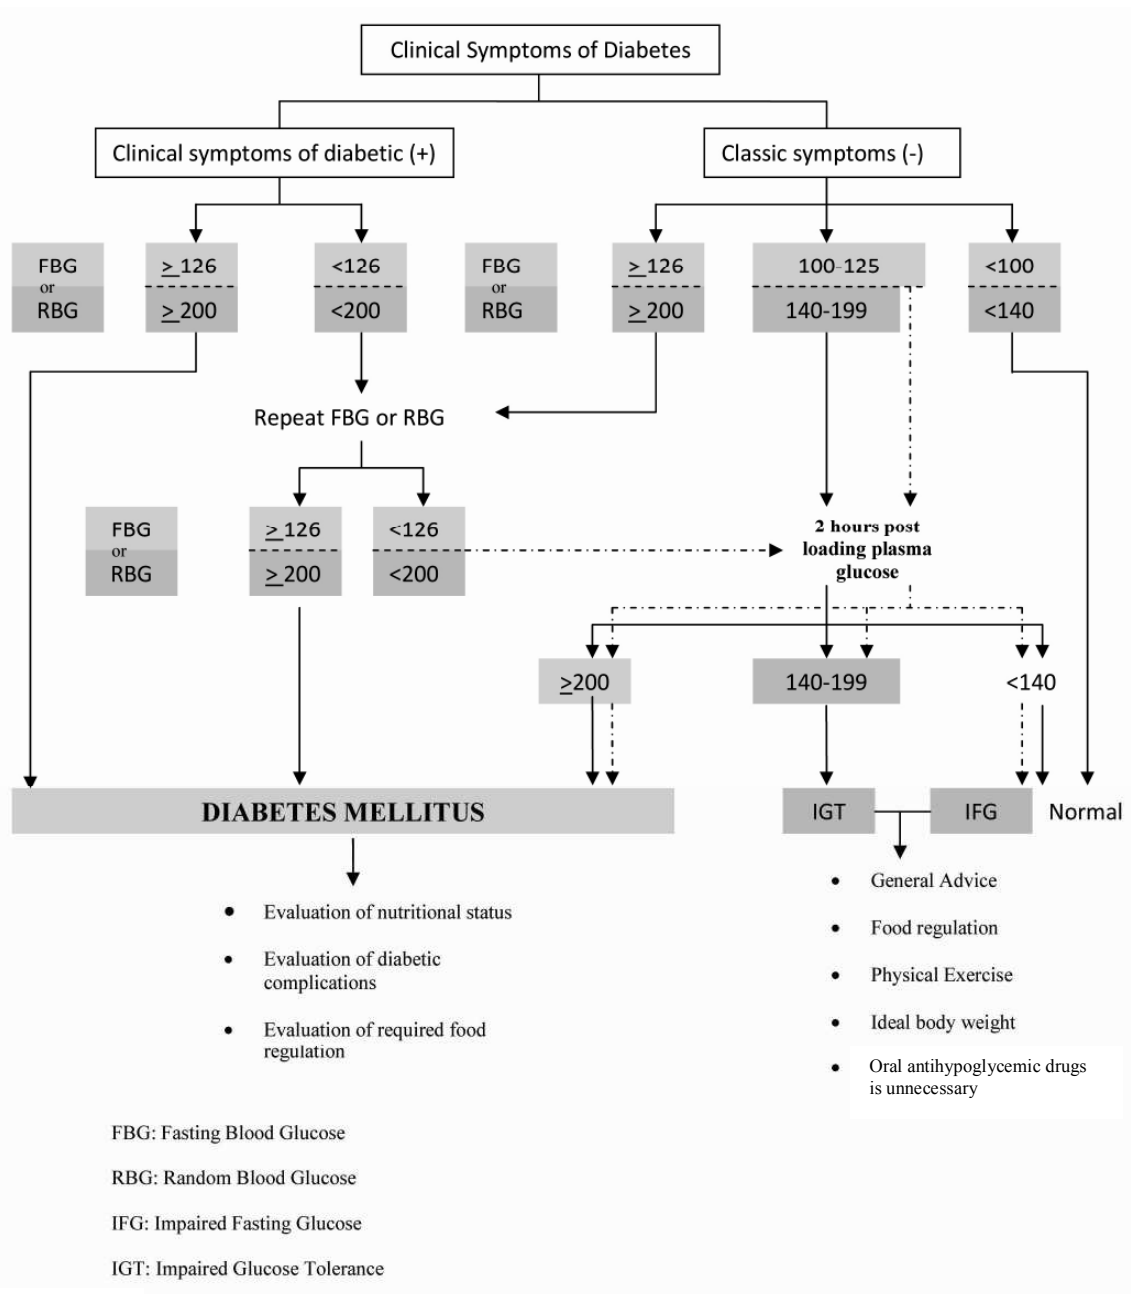 Clinical Symptoms of Diabetes
Clinical symptoms of diabetic (+)
Classic symptoms (-)
FBG
or
RBG
≥ 126
≥ 200
<126
<200
FBG
or
RBG
≥ 126
≥ 200
100-125
140-199
<100
<140
Repeat FBG or RBG
FBG
or
RBG
≥ 126
≥ 200
<126
<200
2 hours post
loading plasma
glucose
≥200
140-199
<140
DIABETES MELLITUS
IGT
IFG
Normal
• Evaluation of nutritional status
• Evaluation of diabetic
complications
• Evaluation of required food
regulation
• General Advice
• Food regulation
• Physical Exercise
• Ideal body weight
• Oral antihypoglycemic drugs
is unnecessary
FBG: Fasting Blood Glucose
RBG: Random Blood Glucose
IFG: Impaired Fasting Glucose
IGT: Impaired Glucose Tolerance